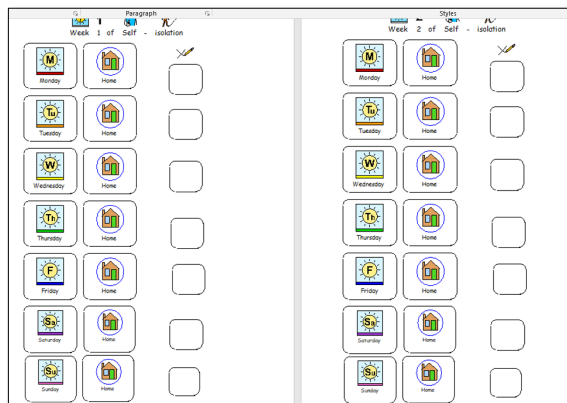 Paragraph
Styles
Week 1 of Self - isolation
M
Monday
Home
Tu
Tuesday
Home
W
Wednesday
Home
Th
Thursday
Home
F
Friday
Home
Sa
Saturday
Home
Su
Sunday
Home
Week 2 of Self - isolation
M
Monday
Home
Tu
Tuesday
Home
W
Wednesday
Home
Th
Thursday
Home
F
Friday
Home
Sa
Saturday
Home
Su
Sunday
Home